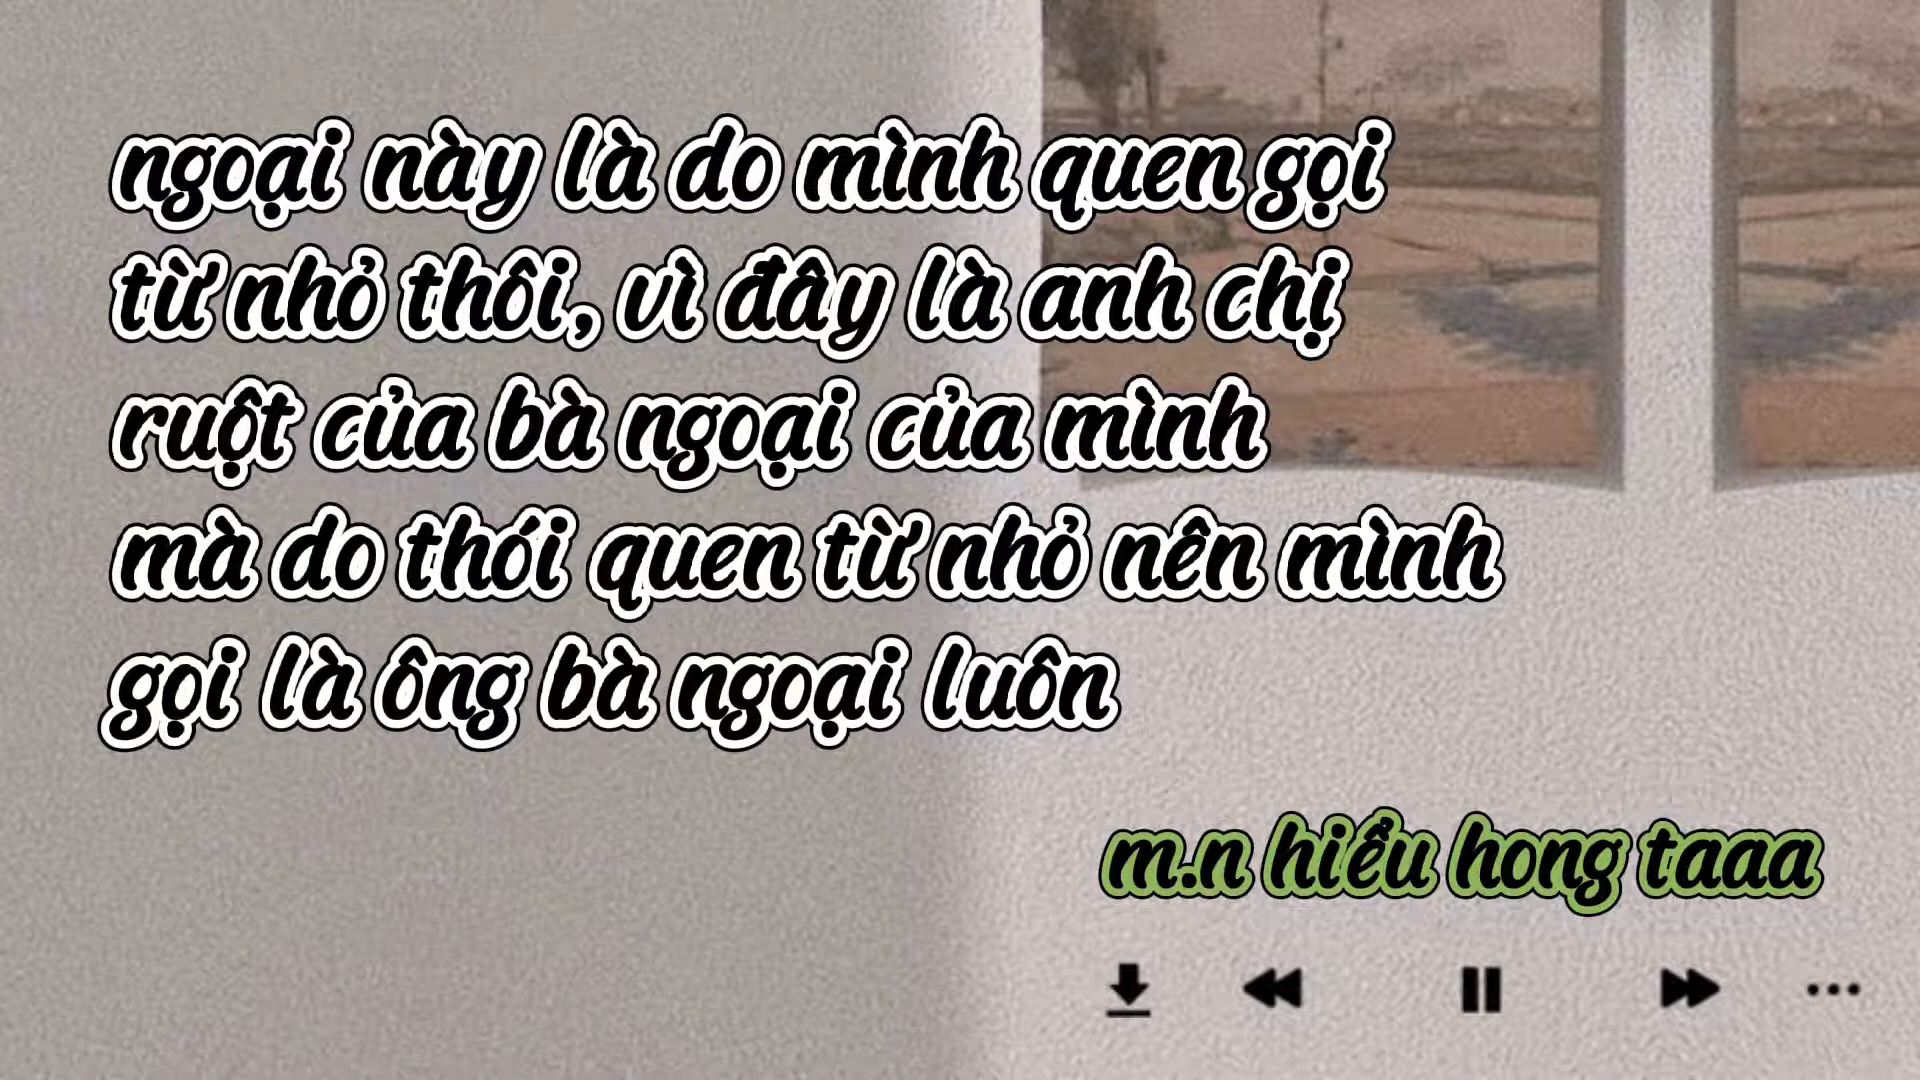 ngoại này là do mình quen gọi
từ nhỏ thôi, vì đây là anh chị
ruột của bà ngoại của mình
mà do thói quen từ nhỏ nên mình
gọi là ông bà ngoại luôn
m.n hiểu hong taaa